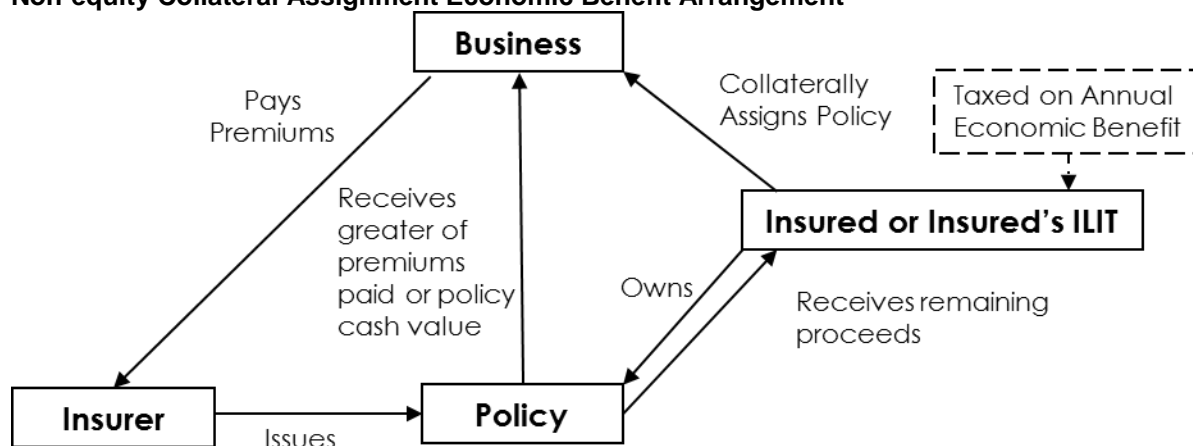 Non-equity Collateral Assignment Economic Benefit Arrangement
Business
Pays
Premiums
Collaterally
Assigns Policy
Taxed on Annual
Economic Benefit
Receives
greater of
premiums
paid or policy
cash value
Insured or Insured's ILIT
Owns
Receives remaining
proceeds
Insurer
Issues
Policy